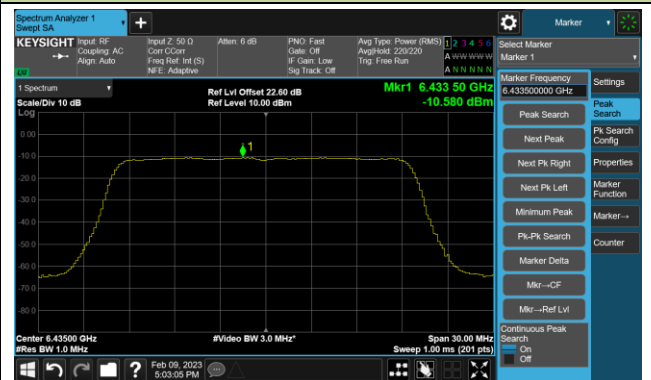 Spectrum Analyzer 1
Swept SA
+
Marker
KEYSIGHT
Input: RF
Coupling: AC
Align: Auto
Input Z: 50 Ω
Corr CCorr
Freq Ref: Int (S)
NFE: Adaptive
Atten: 6 dB
PNO: Fast
Gate: Off
IF Gain: Low
Sig Track: Off
Avg Type: Power (RMS)
Avg|Hold: 220/220
Trig: Free Run
1 2 3 4 5 6
A W W W W W
A N N N N N
Select Marker
Marker 1
1 Spectrum
Scale/Div 10 dB
Log
Ref Lvl Offset 22.60 dB
Ref Level 10.00 dBm
Mkr1 6.433 50 GHz
-10.580 dBm
0.00
-10.0
-20.0
-30.0
-40.0
-50.0
-60.0
-70.0
-80.0
1
Center 6.43500 GHz
#Res BW 1.0 MHz
#Video BW 3.0 MHz*
Span 30.00 MHz
Sweep 1.00 ms (201 pts)
Marker Frequency
6.433500000 GHz
Peak Search
Next Peak
Next Pk Right
Next Pk Left
Minimum Peak
Pk-Pk Search
Marker Delta
Mkr→CF
Mkr→Ref Lvl
Continuous Peak
Search
On
Off
Settings
Peak
Search
Pk Search
Config
Properties
Marker
Function
Marker→
Counter
?
Feb 09, 2023
5:03:05 PM